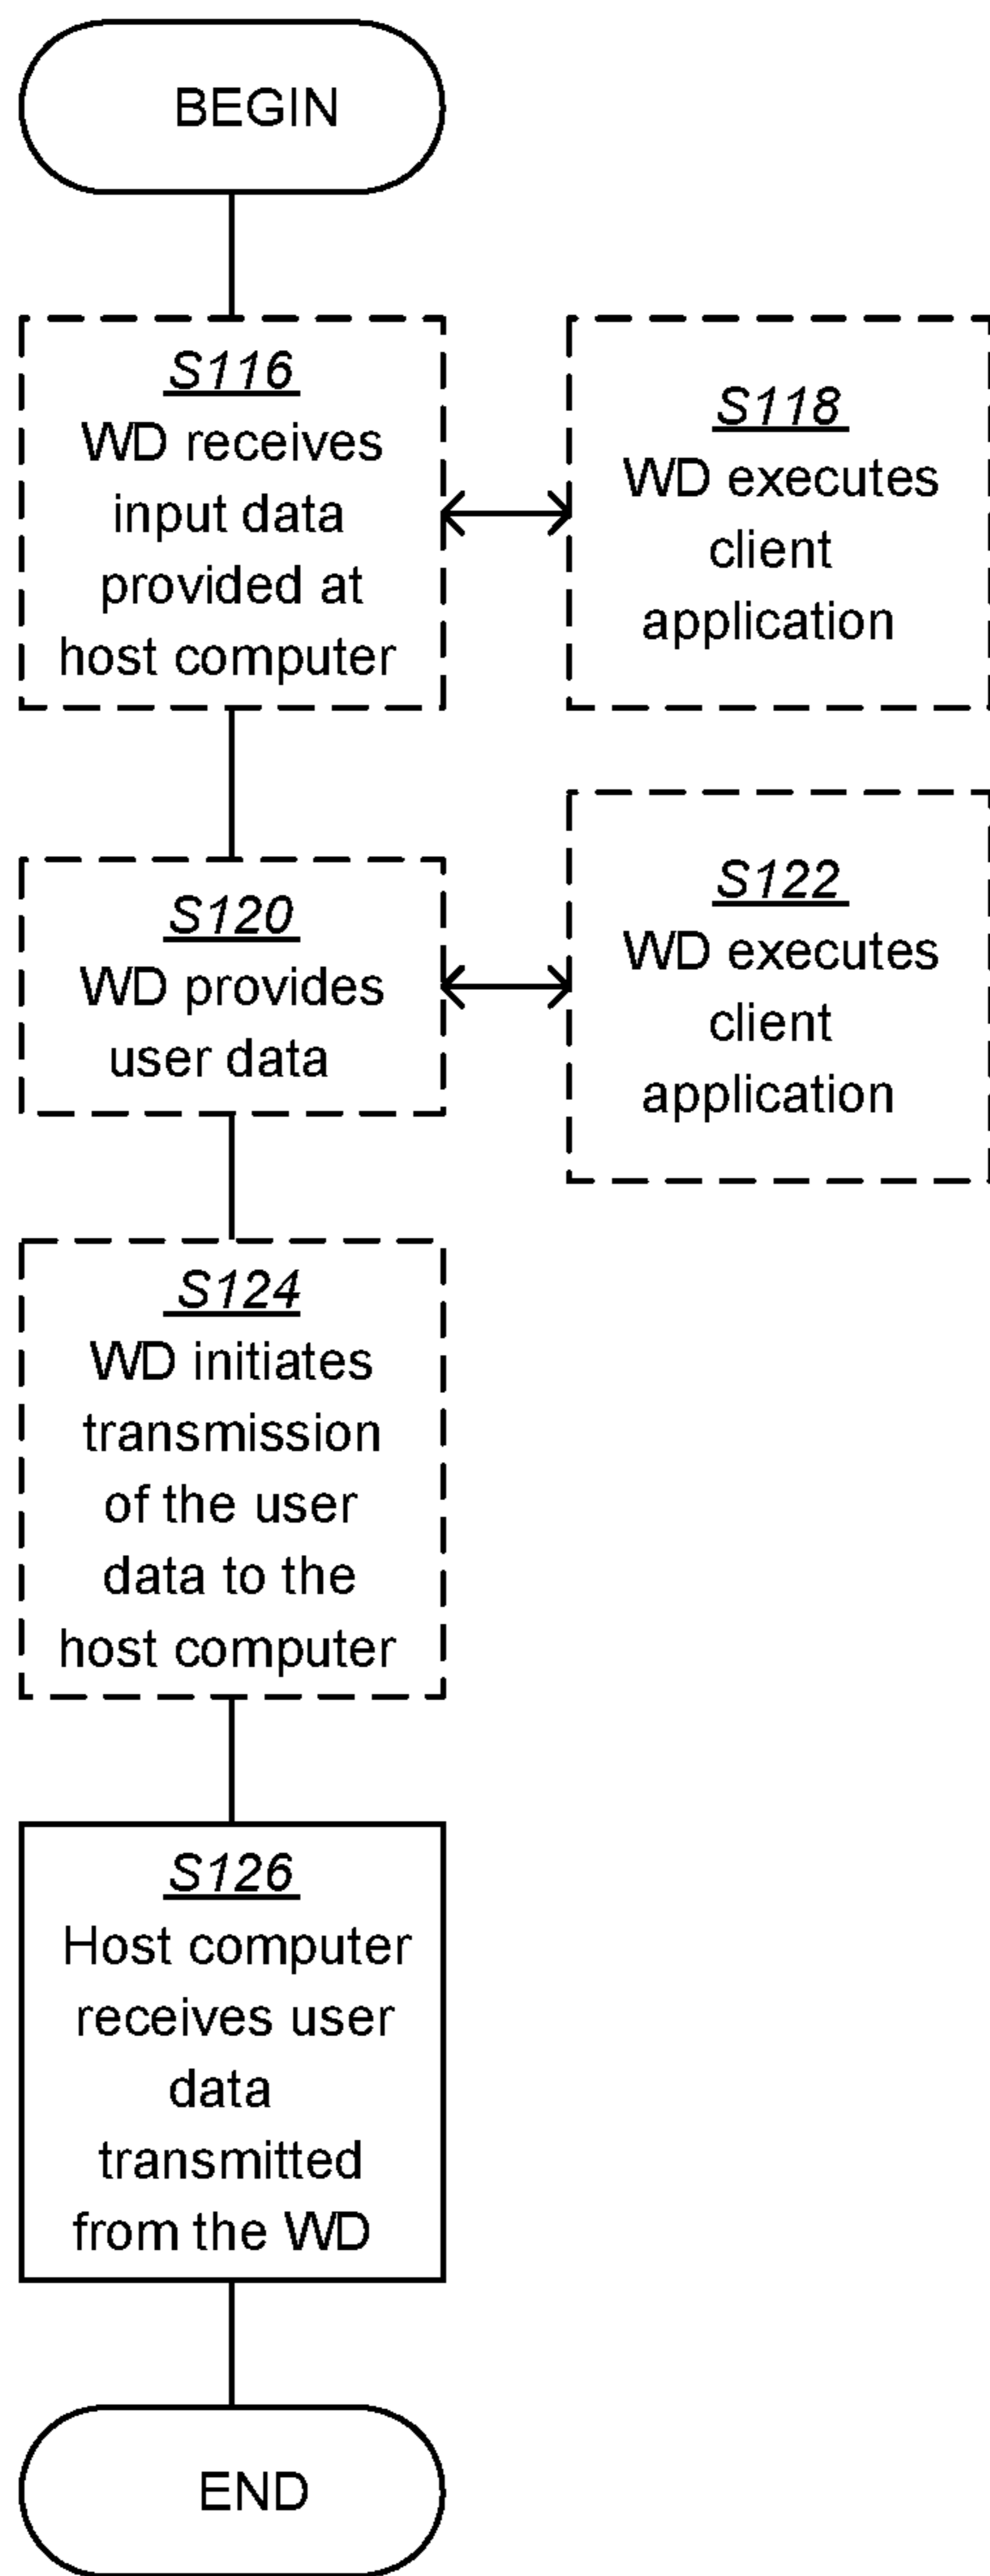 BEGIN
S116
WD receives
input data
provided at
host computer
S118
WD executes
client
application
S120
WD provides
user data
S122
WD executes
client
application
S124
WD initiates
transmission
of the user
data to the
host computer
S126
Host computer
receives user
data
transmitted
from the WD
END